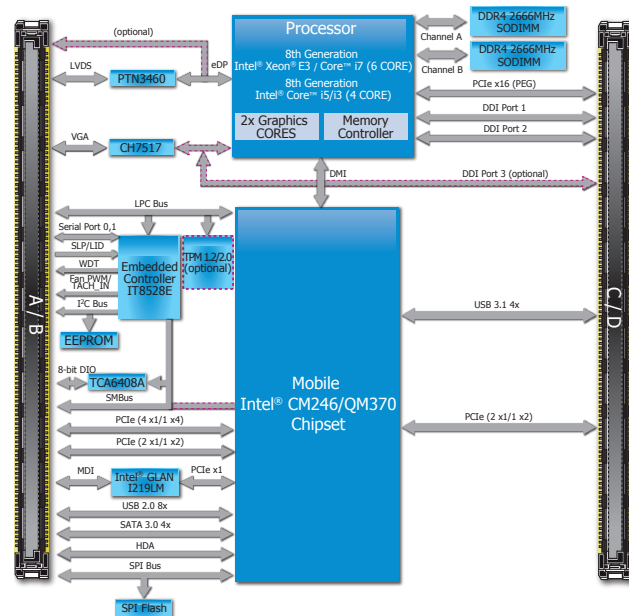 (optional)
LVDS
PTN3460
eDP
VGA
CH7517
Processor
8th Generation
Intel® Xeon® E3 / Core™ i7 (6 CORE)
8th Generation
Intel® Core™ i5/i3 (4 CORE)
2x Graphics
CORES
Memory
Controller
Channel A
DDR4 2666MHz
SODIMM
Channel B
DDR4 2666MHz
SODIMM
PCIe x16 (PEG)
DDI Port 1
DDI Port 2
DMI
DDI Port 3 (optional)
LPC Bus
Serial Port 0,1
SLP/LID
WDT
Fan PWM/
TACH_IN
I²C Bus
Embedded
Controller
IT8528E
TPM 1.2/2.0
(optional)
EEPROM
8-bit DIO
TCA6408A
SMBus
PCIe (4 x1/1 x4)
PCIe (2 x1/1 x2)
MDI
Intel® GLAN
I219LM
PCIe x1
USB 2.0 8x
SATA 3.0 4x
HDA
SPI Bus
SPI Flash
Mobile
Intel® CM246/QM370
Chipset
USB 3.1 4x
PCIe (2 x1/1 x2)
A / B
C / D